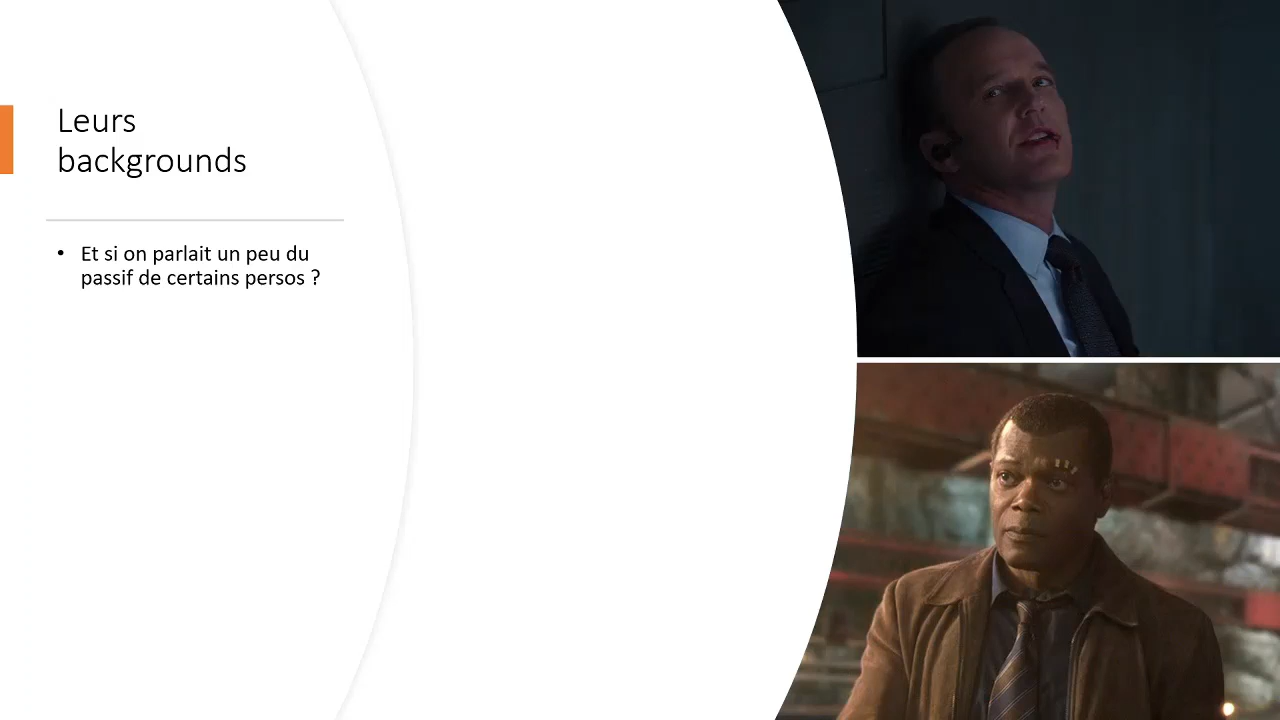 Leurs
backgrounds
• Et si on parlait un peu du
passif de certains persos ?